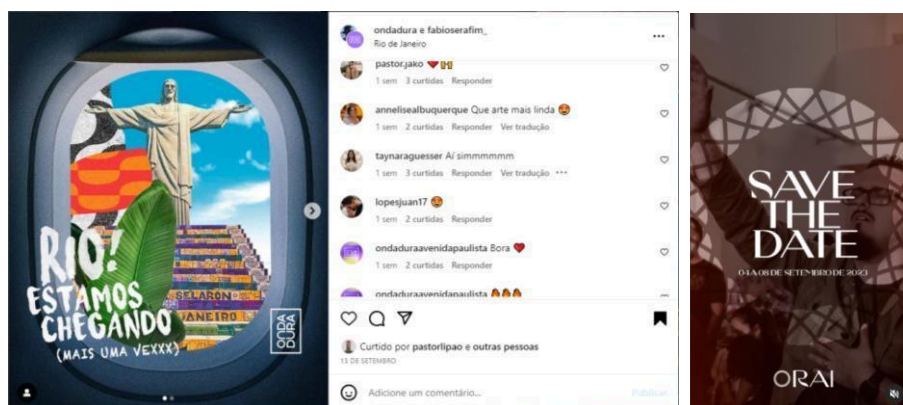 RIO!
ESTAMOS
CHEGANDO
(MAIS UMA VEXXX)
SELARÓN
JANEIRO
ONDA
DURA
ondadura e fabioserafim_
Rio de Janeiro
pastor.jako
1 sem 3 curtidas Responder
annelisealbuquerque Que arte mais linda 😍
1 sem 2 curtidas Responder Ver tradução
taynaraguesser Aí simmmmmm
1 sem 3 curtidas Responder Ver tradução
lopesjuan17 😍
1 sem 2 curtidas Responder
ondaduraavenidapaulista Bora
1 sem 2 curtidas Responder
ondaduraavenidapaulista 🔥🔥🔥
Curtido por pastorlipao e outras pessoas
13 DE SETEMBRO
Adicione um comentário...
Publicar
SAVE
THE
DATE
04 A 08 DE SETEMBRO DE 2023
ORAI